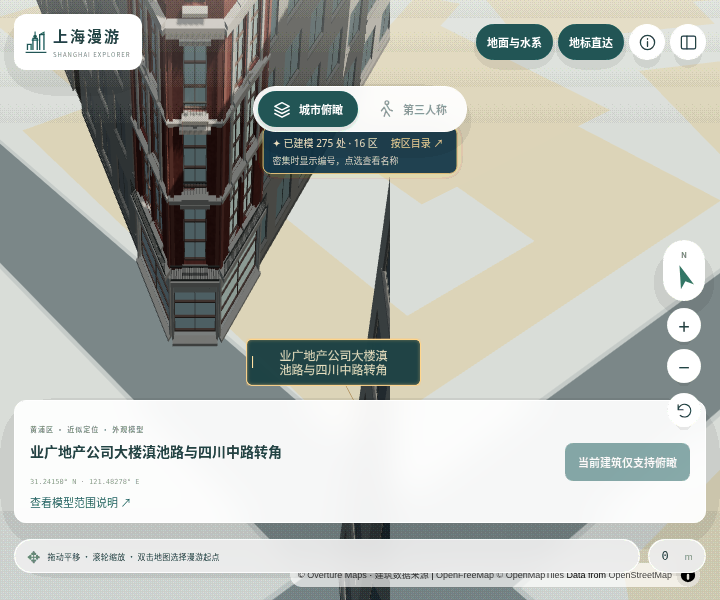 上海漫游
SHANGHAI EXPLORER
地面与水系
地标直达
城市俯瞰
第三人称
✦ 已建模 275 处 · 16 区 按区目录 ↗
密集时显示编号，点选查看名称
N
业广地产公司大楼滇
池路与四川中路转角
黄浦区 · 近似定位 · 外观模型
业广地产公司大楼滇池路与四川中路转角
31.24150° N · 121.48278° E
查看模型范围说明 ↗
当前建筑仅支持俯瞰
拖动平移 · 滚轮缩放 · 双击地图选择漫游起点
0 m
© Overture Maps · 建筑数据来源 | OpenFreeMap © OpenMapTiles Data from OpenStreetMap